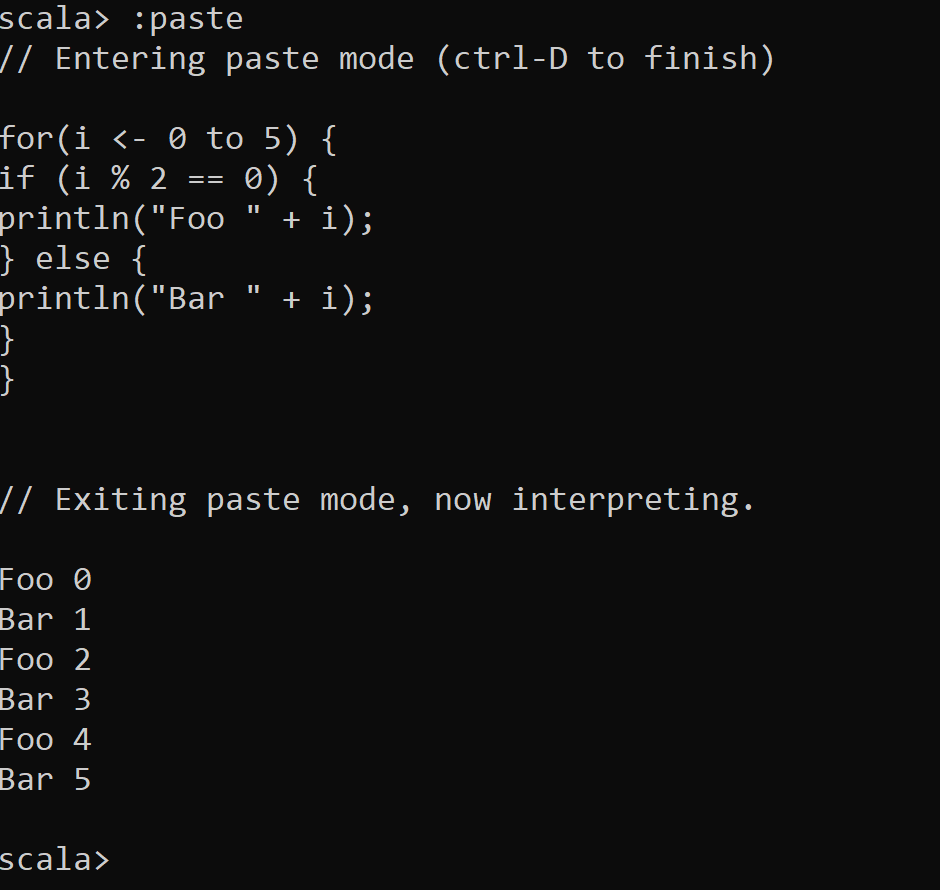 scala> :paste
// Entering paste mode (ctrl-D to finish)
for(i <- 0 to 5) {
if (i % 2 == 0) {
println("Foo " + i);
} else {
println("Bar " + i);
}
}
// Exiting paste mode, now interpreting.
Foo 0
Bar 1
Foo 2
Bar 3
Foo 4
Bar 5
scala>